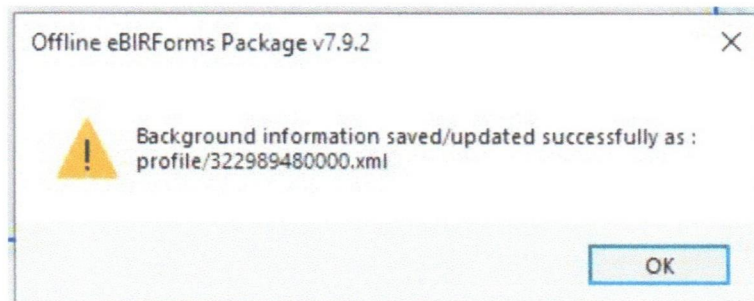 Offline eBIRForms Package v7.9.2
Background information saved/updated successfully as :
profile/322989480000.xml
OK